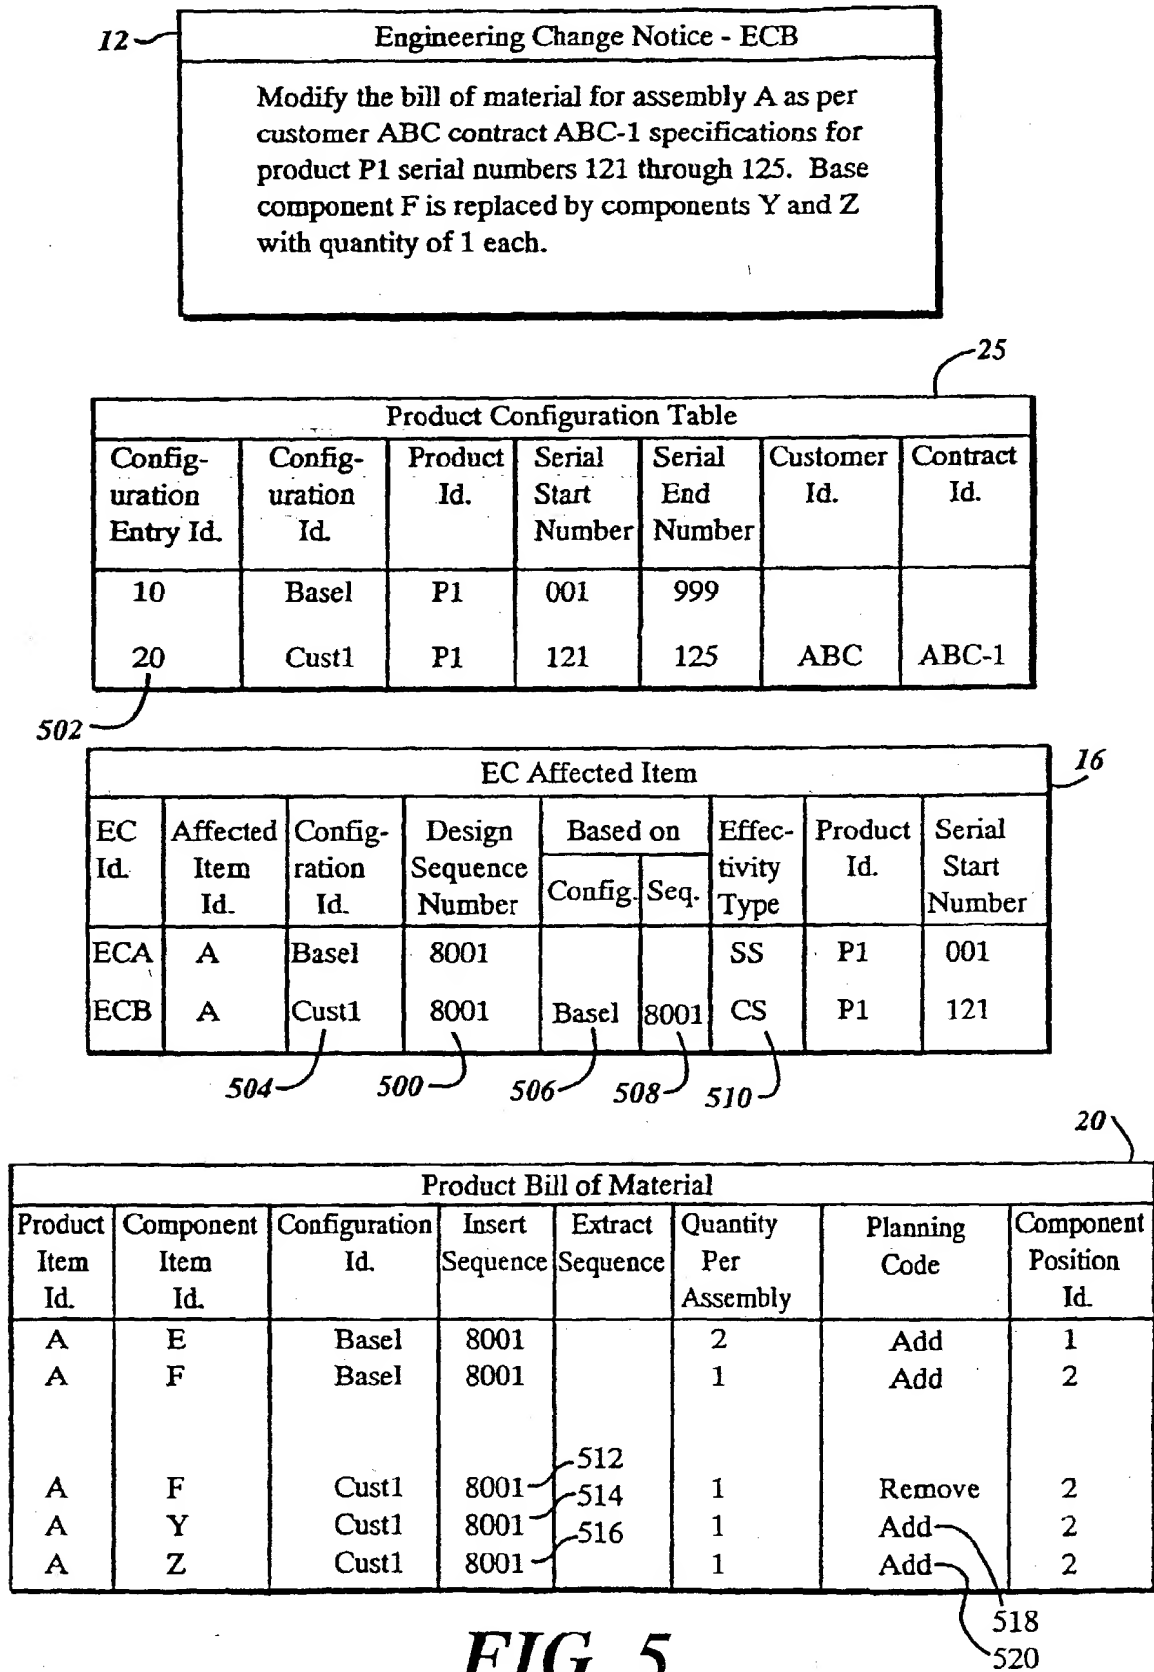 12
Engineering Change Notice - ECB
Modify the bill of material for assembly A as per
customer ABC contract ABC-1 specifications for
product P1 serial numbers 121 through 125. Base
component F is replaced by components Y and Z
with quantity of 1 each.
25
Product Configuration Table
Config- Config- Product Serial Serial Customer Contract
uration uration Id. Start End Id. Id.
Entry Id. Id. Number Number
10 Basel P1 001 999
20 Cust1 P1 121 125 ABC ABC-1
502
16
EC Affected Item
EC Affected Config- Design Based on Effec- Product Serial
Id. Item ration Sequence Config. Seq. tivity Id. Start
Id. Id. Number Type Number
ECA A Basel 8001 SS P1 001
ECB A Cust1 8001 Basel 8001 CS P1 121
504 500 506 508 510
20
Product Bill of Material
Product Component Configuration Insert Extract Quantity Planning Component
Item Item Id. Sequence Sequence Per Code Position
Id. Id. Assembly Id.
A E Basel 8001 2 Add 1
A F Basel 8001 1 Add 2
512
A F Cust1 8001 514 1 Remove 2
A Y Cust1 8001 516 1 Add 2
A Z Cust1 8001 1 Add 2
518
520
FIG. 5